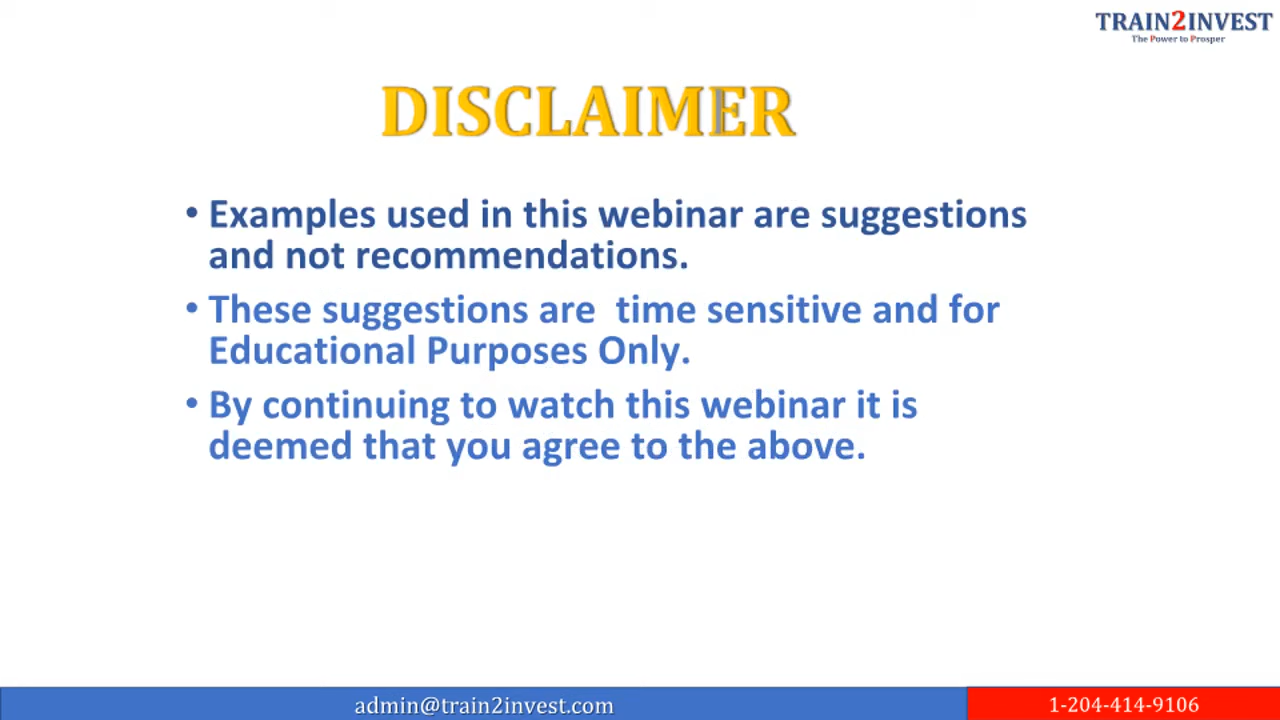 TRAIN2INVEST
The Power to Prosper
DISCLAIMER
• Examples used in this webinar are suggestions
and not recommendations.
• These suggestions are  time sensitive and for
Educational Purposes Only.
• By continuing to watch this webinar it is
deemed that you agree to the above.
admin@train2invest.com
1-204-414-9106